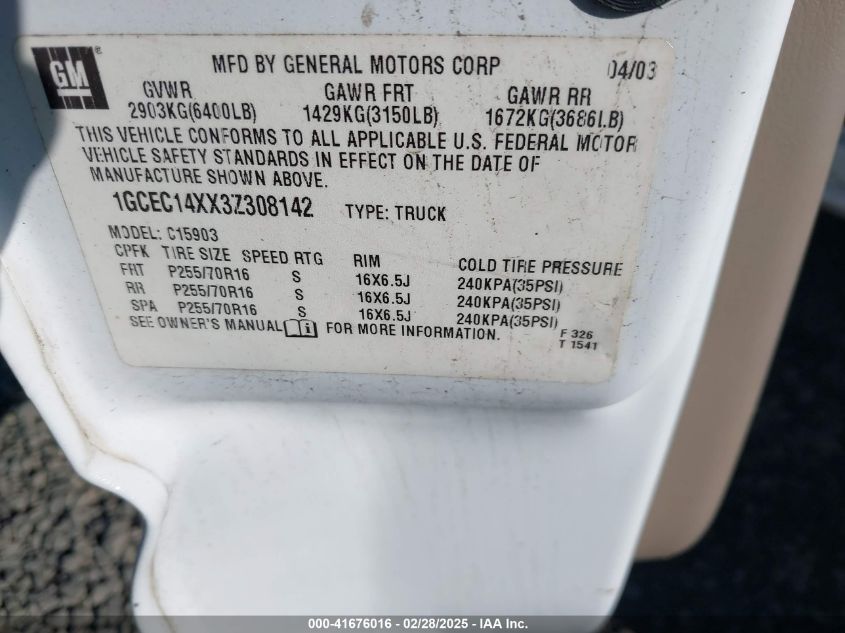 GM ®
MFD BY GENERAL MOTORS CORP 04/03
GVWR GAWR FRT GAWR RR
2903KG(6400LB) 1429KG(3150LB) 1672KG(3686LB)
THIS VEHICLE CONFORMS TO ALL APPLICABLE U.S. FEDERAL MOTOR
VEHICLE SAFETY STANDARDS IN EFFECT ON THE DATE OF
MANUFACTURE SHOWN ABOVE.
1GCEC14XX3Z308142 TYPE: TRUCK
MODEL: C15903
CPFK TIRE SIZE SPEED RTG RIM COLD TIRE PRESSURE
FRT P255/70R16 S 16X6.5J 240KPA(35PSI)
RR P255/70R16 S 16X6.5J 240KPA(35PSI)
SPA P255/70R16 S 16X6.5J 240KPA(35PSI)
SEE OWNER'S MANUAL i FOR MORE INFORMATION.
F 326
T 1541
000-41676016 - 02/28/2025 - IAA Inc.